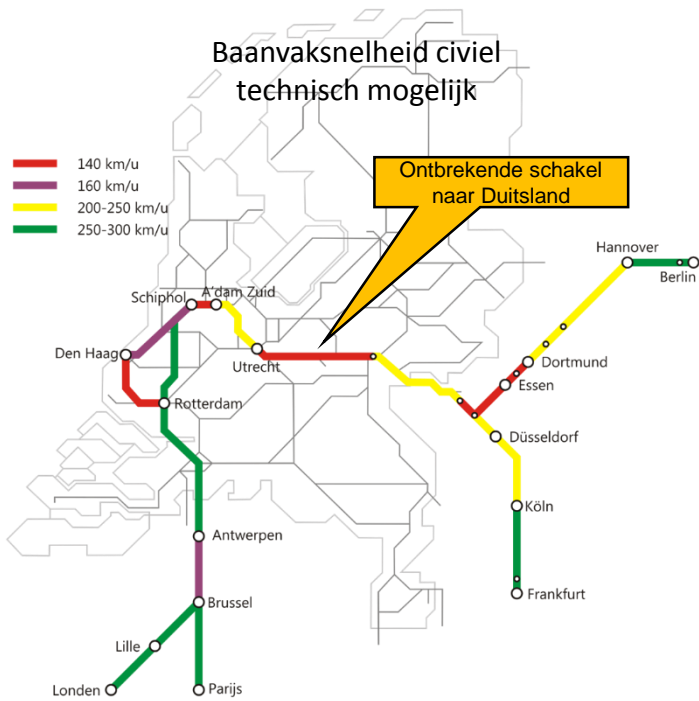 Baanvaksnelheid civiel
technisch mogelijk
140 km/u
160 km/u
200-250 km/u
250-300 km/u
Ontbrekende schakel
naar Duitsland
Hannover
Berlin
Schiphol
A'dam Zuid
Den Haag
Utrecht
Dortmund
Essen
Rotterdam
Düsseldorf
Köln
Antwerpen
Frankfurt
Brussel
Lille
Londen
Parijs